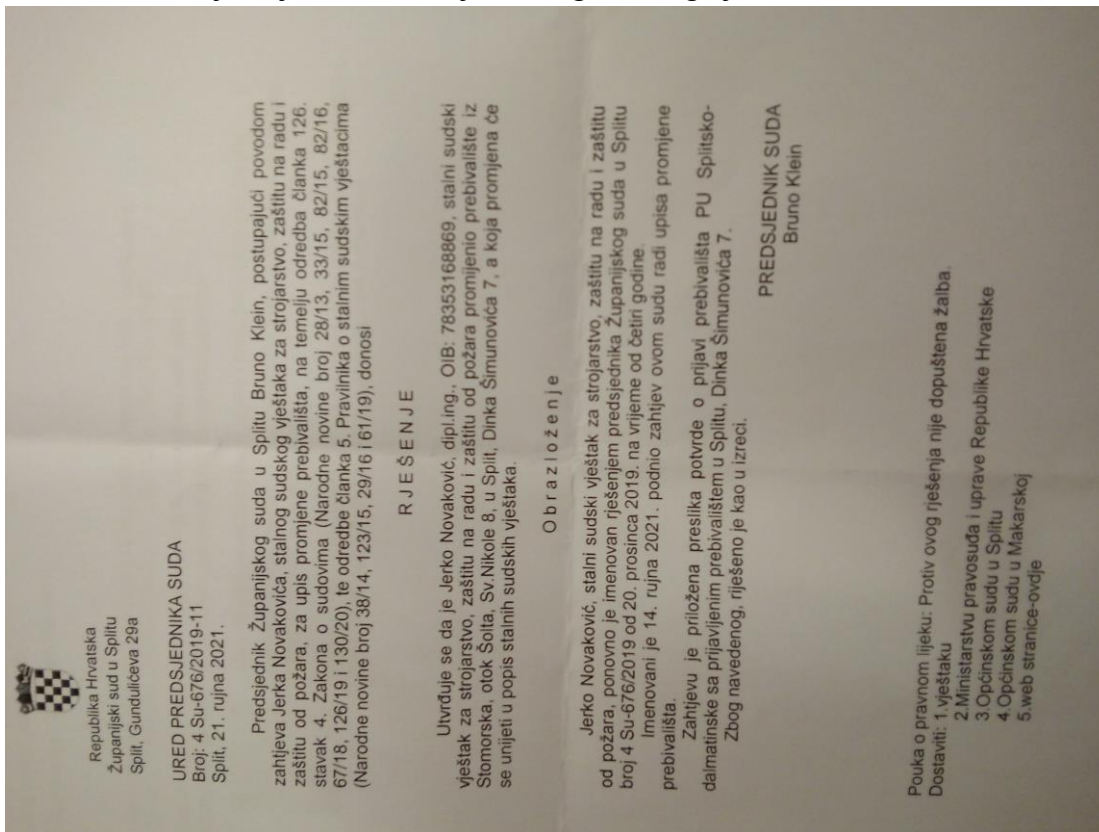 Republika Hrvatska
Županijski sud u Splitu
Split, Gundulićeva 29a
URED PREDSJEDNIKA SUDA
Broj: 4 Su-676/2019-11
Split, 21. rujna 2021.
Predsjednik Županijskog suda u Splitu Bruno Klein, postupajući povodom
zahtjeva Jerka Novakovića, stalnog sudskog vještaka za strojarstvo, zaštitu na radu i
zaštitu od požara, za upis promjene prebivališta, na temelju odredba članka 126.
stavak 4. Zakona o sudovima (Narodne novine broj 28/13, 33/15, 82/15, 82/16,
67/18, 126/19 i 130/20), te odredbe članka 5. Pravilnika o stalnim sudskim vještacima
(Narodne novine broj 38/14, 123/15, 29/16 i 61/19), donosi
R J E Š E N J E
Utvrđuje se da je Jerko Novaković, dipl.ing., OIB: 78353168869, stalni sudski
vještak za strojarstvo, zaštitu na radu i zaštitu od požara promijenio prebivalište iz
Stomorska, otok Šolta, Sv.Nikole 8, u Split, Dinka Šimunovića 7, a koja promjena će
se unijeti u popis stalnih sudskih vještaka.
O b r a z l o ž e n j e
Jerko Novaković, stalni sudski vještak za strojarstvo, zaštitu na radu i zaštitu
od požara, ponovno je imenovan rješenjem predsjednika Županijskog suda u Splitu
broj 4 Su-676/2019 od 20. prosinca 2019. na vrijeme od četiri godine.
Imenovani je 14. rujna 2021. podnio zahtjev ovom sudu radi upisa promjene
prebivališta.
Zahtjevu je priložena preslika potvrde o prijavi prebivališta PU Splitsko-
dalmatinske sa prijavljenim prebivalištem u Splitu, Dinka Šimunovića 7.
Zbog navedenog, riješeno je kao u izreci.
PREDSJEDNIK SUDA
Bruno Klein
Pouka o pravnom lijeku: Protiv ovog rješenja nije dopuštena žalba.
Dostaviti: 1.vještaku
2.Ministarstvu pravosuđa i uprave Republike Hrvatske
3.Općinskom sudu u Splitu
4.Općinskom sudu u Makarskoj
5.web stranice-ovdje